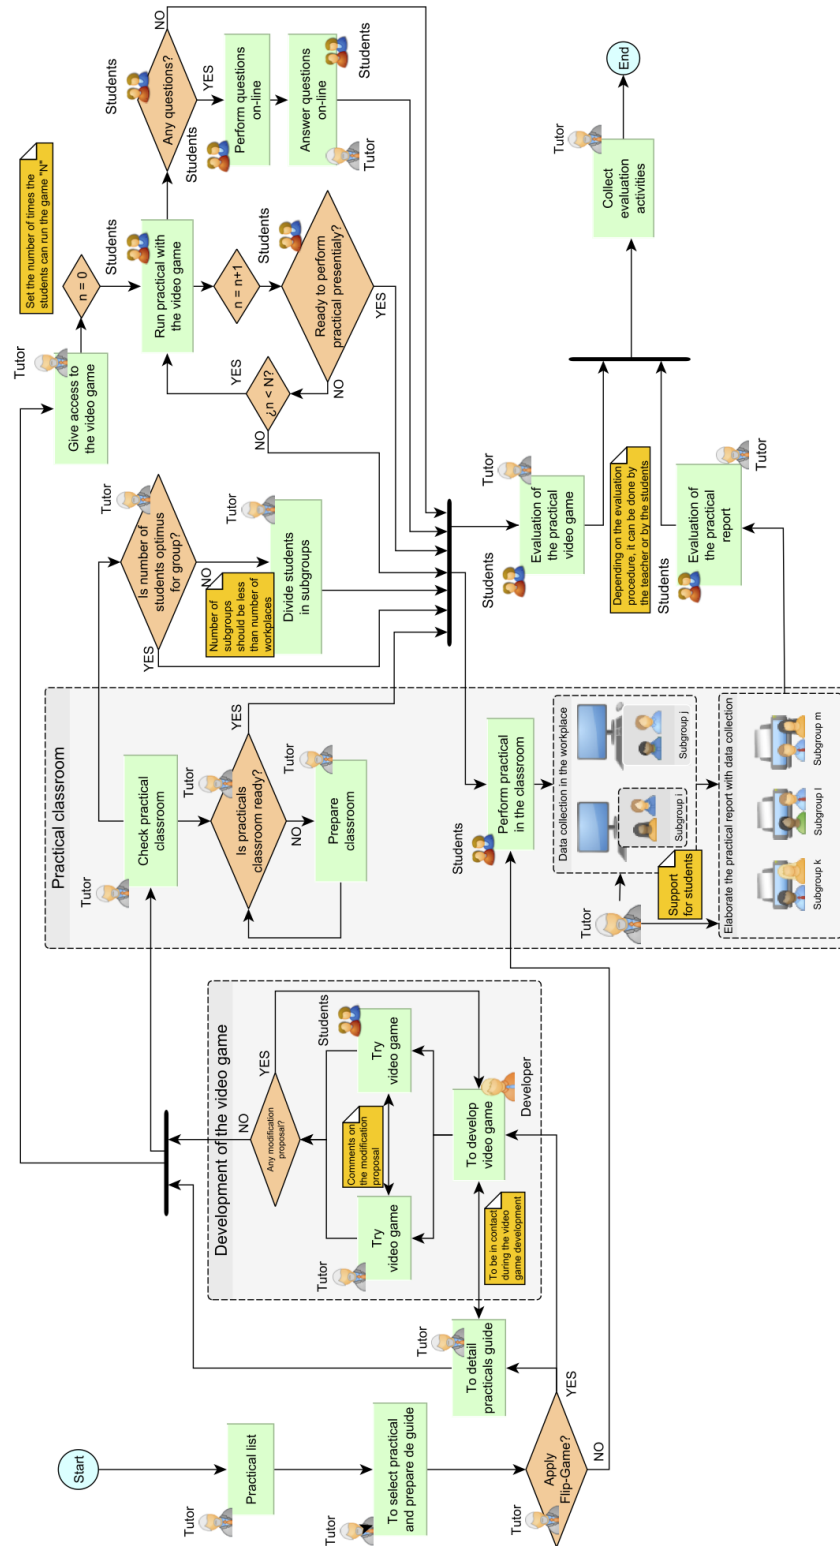 Start
Tutor
Practical list
Tutor
To select practical
and prepare de guide
Tutor
Apply
Flip-Game?
YES
NO
Tutor
To detail
practicals guide
To be in contact
during the video
game development
Development of the video game
Any modification
proposal?
NO
YES
Tutor
Try
video game
Comments on
the modification
proposal
Students
Try
video game
To develop
video game
Developer
Practical classroom
Tutor
Check practical
classroom
Tutor
Is practicals
classroom ready?
YES
NO
Tutor
Prepare
classroom
Students
Perform practical
in the classroom
Data collection in the workplace
Subgroup i
Subgroup j
Tutor
Support
for students
Elaborate the practical report with data collection
Subgroup k
Subgroup l
Subgroup m
Tutor
Is number of
students optimus
for group?
YES
NO
Number of
subgroups
should be less
than number of
workplaces
Tutor
Divide students
in subgroups
Tutor
Give access to
the video game
n = 0
Set the number of times the
students can run the game "N"
Students
Run practical with
the video game
n = n+1
Students
Ready to perform
practical presentialy?
YES
NO
¿n < N?
YES
NO
Students
Any questions?
Students
NO
YES
Students
Perform questions
on-line
Answer questions
on-line
Tutor
Students
Tutor
Evaluation of
the practical
video game
Students
Depending on the evaluation
procedure, it can be done by
the teacher or by the students
Students
Evaluation of
the practical
report
Tutor
Tutor
Collect
evaluation
activities
End